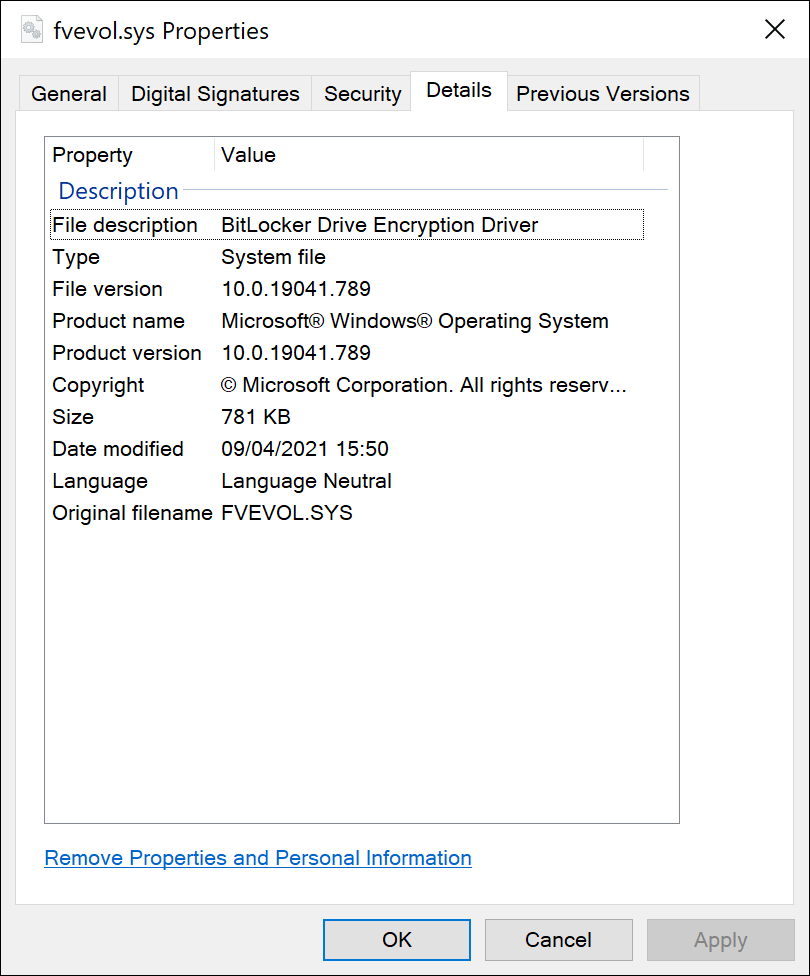 fvevol.sys Properties
General Digital Signatures Security Details Previous Versions
Property Value
Description
File description BitLocker Drive Encryption Driver
Type System file
File version 10.0.19041.789
Product name Microsoft® Windows® Operating System
Product version 10.0.19041.789
Copyright © Microsoft Corporation. All rights reserv...
Size 781 KB
Date modified 09/04/2021 15:50
Language Language Neutral
Original filename FVEVOL.SYS
Remove Properties and Personal Information
OK Cancel Apply